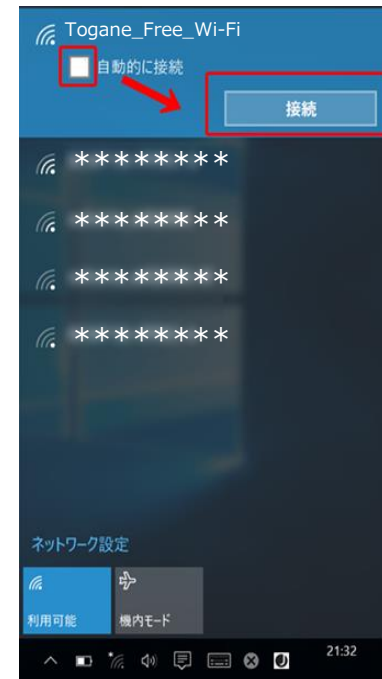 Togane_Free_Wi-Fi
自動的に接続
接続
********
********
********
********
ネットワーク設定
利用可能
機内モード
21:32